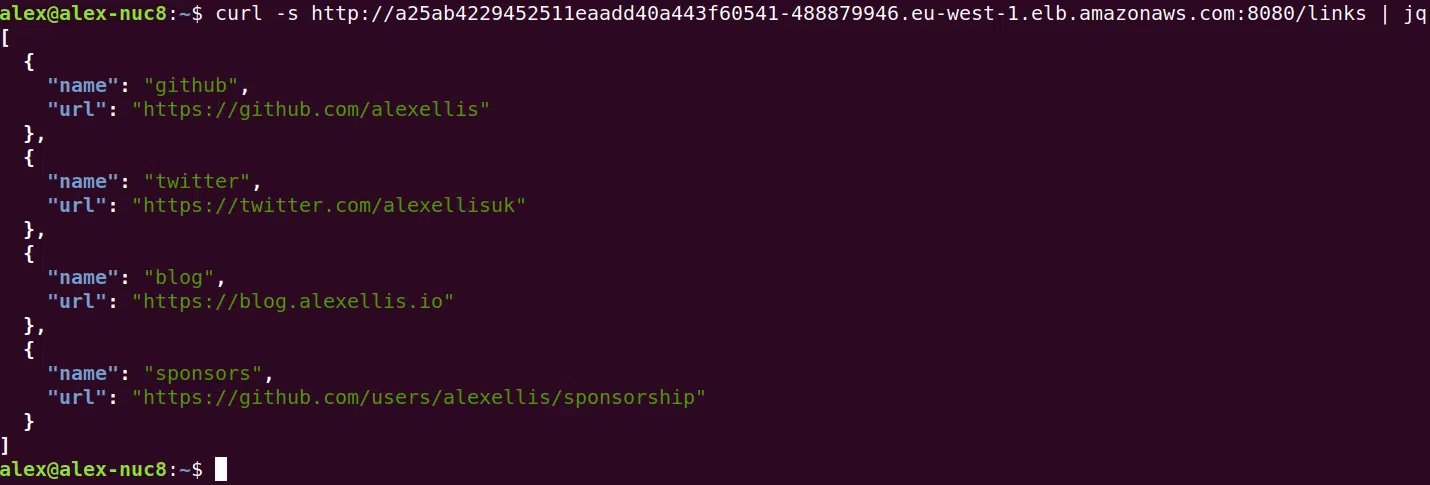 alex@alex-nuc8:~$ curl -s http://a25ab4229452511eaadd40a443f60541-488879946.eu-west-1.elb.amazonaws.com:8080/links | jq
[
  {
    "name": "github",
    "url": "https://github.com/alexellis"
  },
  {
    "name": "twitter",
    "url": "https://twitter.com/alexellisuk"
  },
  {
    "name": "blog",
    "url": "https://blog.alexellis.io"
  },
  {
    "name": "sponsors",
    "url": "https://github.com/users/alexellis/sponsorship"
  }
]
alex@alex-nuc8:~$